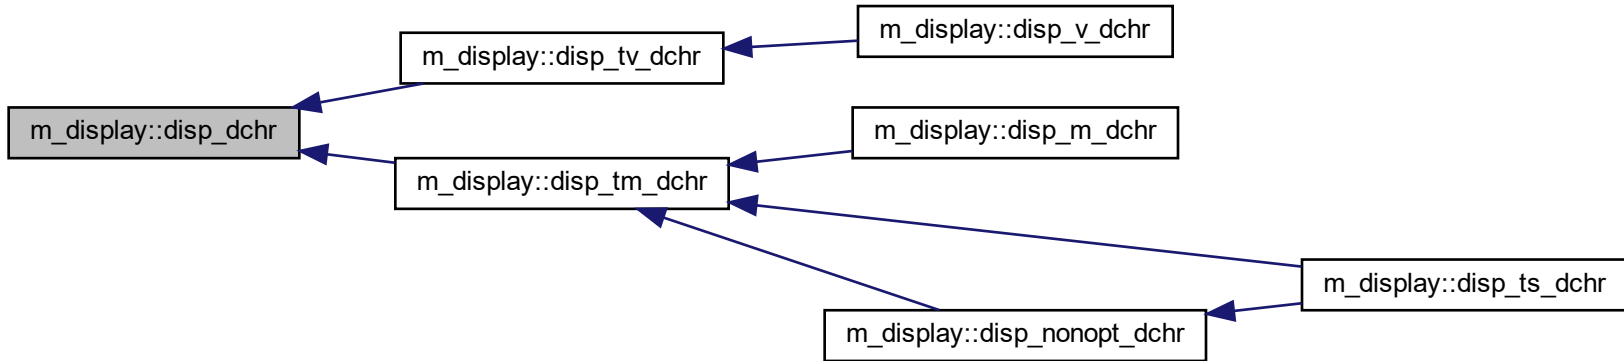 m_display::disp_v_dchr
m_display::disp_tv_dchr
m_display::disp_dchr
m_display::disp_m_dchr
m_display::disp_tm_dchr
m_display::disp_ts_dchr
m_display::disp_nonopt_dchr